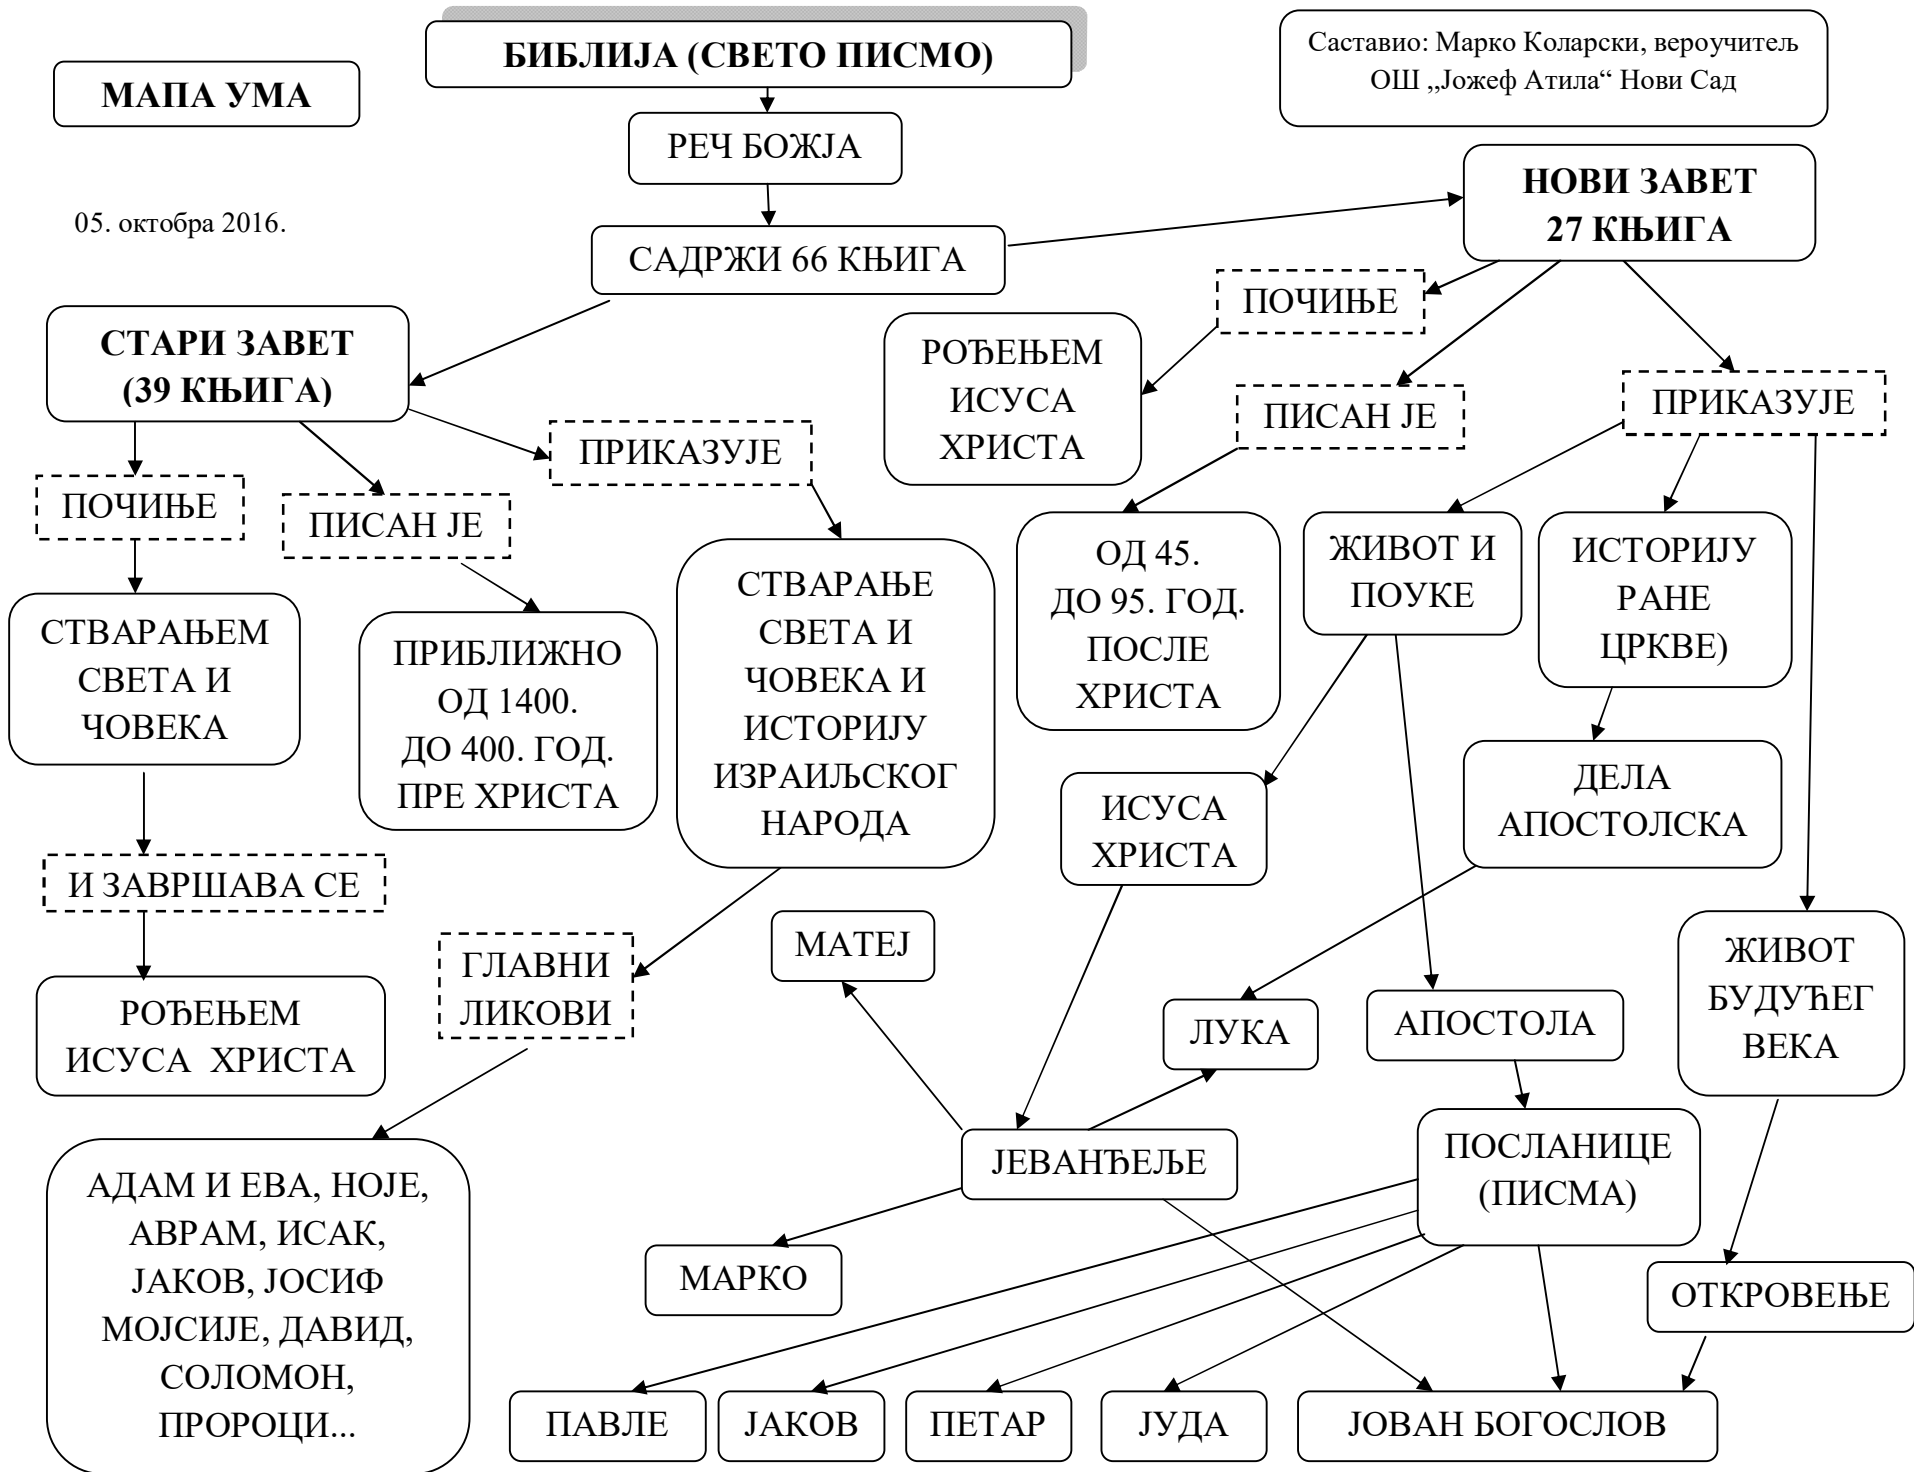 БИБЛИЈА (СВЕТО ПИСМО)
Саставио: Марко Коларски, вероучитељ
ОШ „Јожеф Атила“ Нови Сад
МАПА УМА
РЕЧ БОЖЈА
05. октобра 2016.
САДРЖИ 66 КЊИГА
СТАРИ ЗАВЕТ
(39 КЊИГА)
ПОЧИЊЕ
СТВАРАЊЕМ
СВЕТА И
ЧОВЕКА
И ЗАВРШАВА СЕ
РОЂЕЊЕМ
ИСУСА ХРИСТА
ПИСАН ЈЕ
ПРИБЛИЖНО
ОД 1400.
ДО 400. ГОД.
ПРЕ ХРИСТА
ПРИКАЗУЈЕ
СТВАРАЊЕ
СВЕТА И
ЧОВЕКА И
ИСТОРИЈУ
ИЗРАИЉСКОГ
НАРОДА
ГЛАВНИ
ЛИКОВИ
АДАМ И ЕВА, НОЈЕ,
АВРАМ, ИСАК,
ЈАКОВ, ЈОСИФ
МОЈСИЈЕ, ДАВИД,
СОЛОМОН,
ПРОРОЦИ...
НОВИ ЗАВЕТ
27 КЊИГА
ПОЧИЊЕ
РОЂЕЊЕМ
ИСУСА
ХРИСТА
ПИСАН ЈЕ
ОД 45.
ДО 95. ГОД.
ПОСЛЕ
ХРИСТА
ПРИКАЗУЈЕ
ЖИВОТ И
ПОУКЕ
ИСТОРИЈУ
РАНЕ
ЦРКВЕ)
ДЕЛА
АПОСТОЛСКА
ИСУСА
ХРИСТА
МАТЕЈ
ЛУКА
АПОСТОЛА
ЖИВОТ
БУДУЋЕГ
ВЕКА
ЈЕВАНЂЕЉЕ
ПОСЛАНИЦЕ
(ПИСМА)
МАРКО
ОТКРОВЕЊЕ
ПАВЛЕ
ЈАКОВ
ПЕТАР
ЈУДА
ЈОВАН БОГОСЛОВ